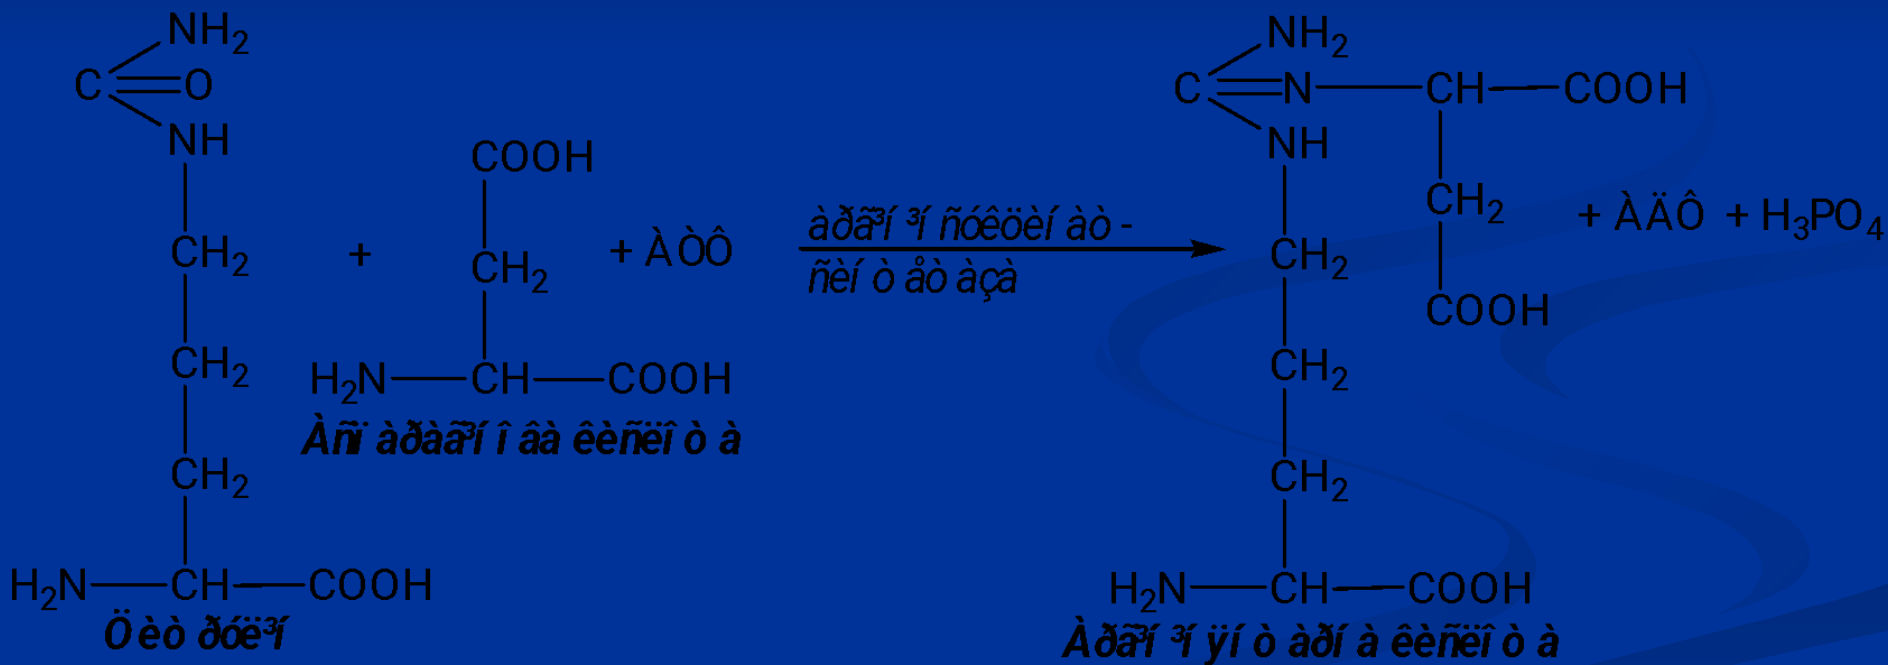 NH₂
C=O
NH
CH₂
CH₂
CH₂
H₂N—CH—COOH
Öèò ðóë³í
+
COOH
CH₂
H₂N—CH—COOH
Àñï àðàã³í î âà êèñëî ò à
+ ÀÒÔ
àðã³í ³í ñóêöèí àò -
ñèí ò åò àçà
NH₂
C=N—CH—COOH
NH
CH₂
COOH
CH₂
CH₂
CH₂
H₂N—CH—COOH
Àðã³í ³í ÿí ò àðí à êèñëî ò à
+ ÀÄÔ + H₃PO₄